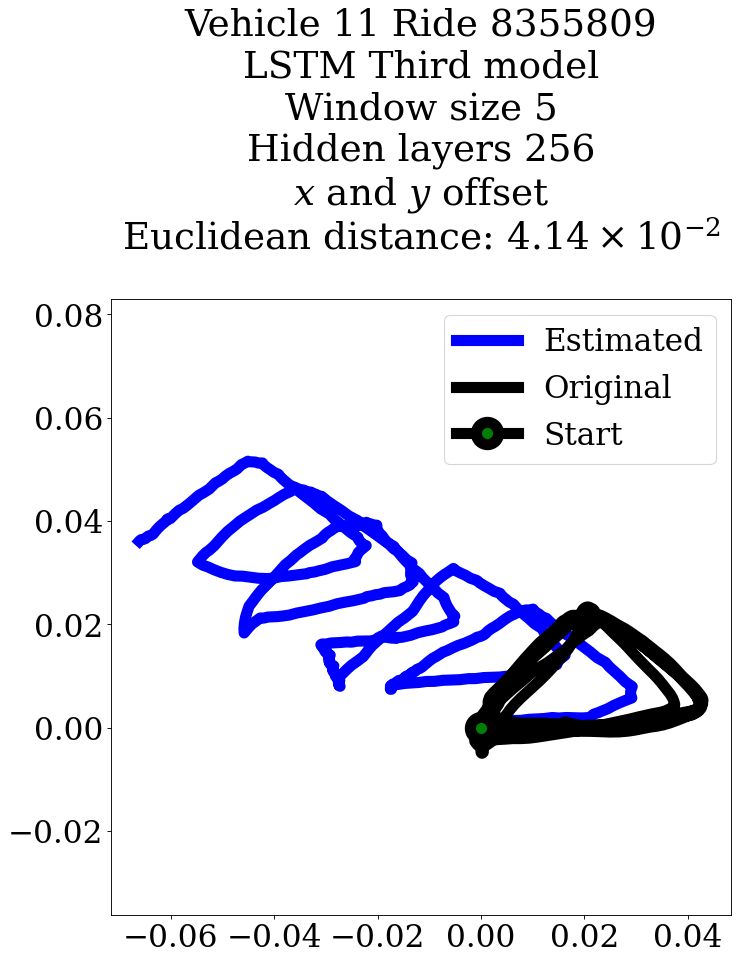 Vehicle 11 Ride 8355809
LSTM Third model
Window size 5
Hidden layers 256
x and y offset
Euclidean distance: 4.14 × 10⁻²
Estimated
Original
Start
0.08
0.06
0.04
0.02
0.00
−0.02
−0.06 −0.04 −0.02 0.00 0.02 0.04